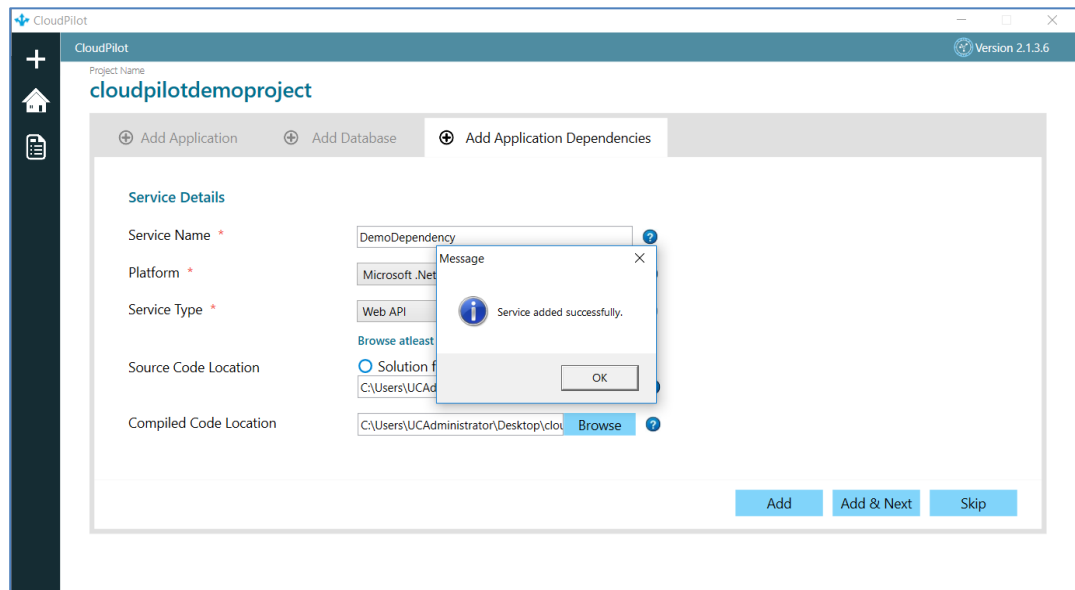 CloudPilot
CloudPilot
Version 2.1.3.6
Project Name
cloudpilotdemoproject
Add Application
Add Database
Add Application Dependencies
Service Details
Service Name *
DemoDependency
Message
Platform *
Microsoft .Net
Service added successfully.
Service Type *
Web API
Browse atleast
Source Code Location
Solution f
OK
C:\Users\UCAd
Compiled Code Location
C:\Users\UCAdministrator\Desktop\clou
Browse
Add
Add & Next
Skip